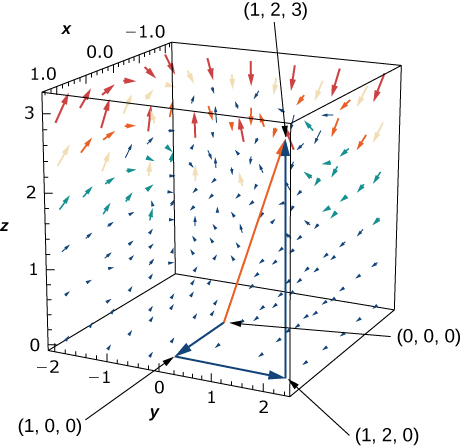 (1, 2, 3)
x
−1.0
0.0
1.0
3
2
z
1
0
−2
−1
0
1
2
y
(0, 0, 0)
(1, 0, 0)
(1, 2, 0)